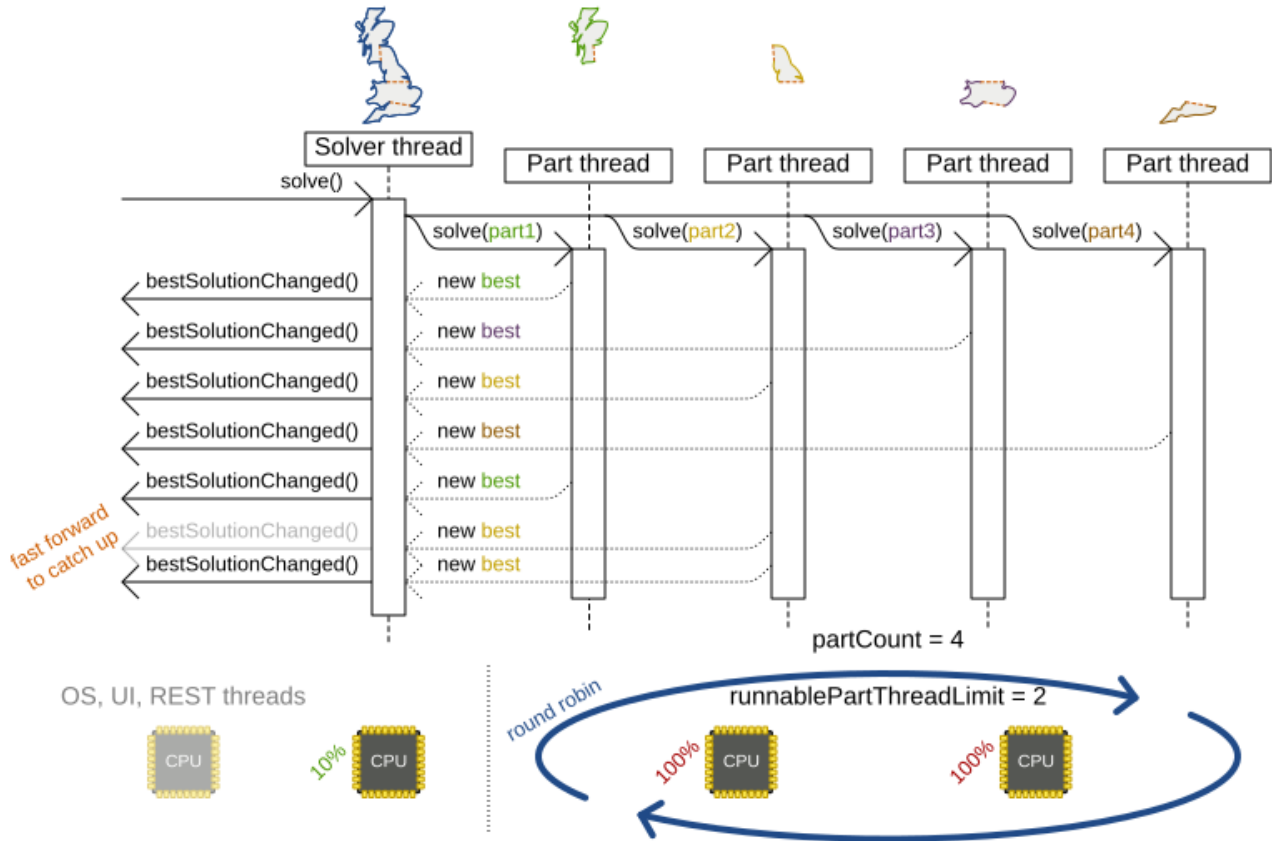 Solver thread
Part thread
Part thread
Part thread
Part thread
solve()
solve(part1)
solve(part2)
solve(part3)
solve(part4)
bestSolutionChanged()
new best
bestSolutionChanged()
new best
bestSolutionChanged()
new best
bestSolutionChanged()
new best
bestSolutionChanged()
new best
fast forward
to catch up
bestSolutionChanged()
new best
bestSolutionChanged()
new best
partCount = 4
OS, UI, REST threads
round robin
runnablePartThreadLimit = 2
CPU
10%
CPU
100%
CPU
100%
CPU